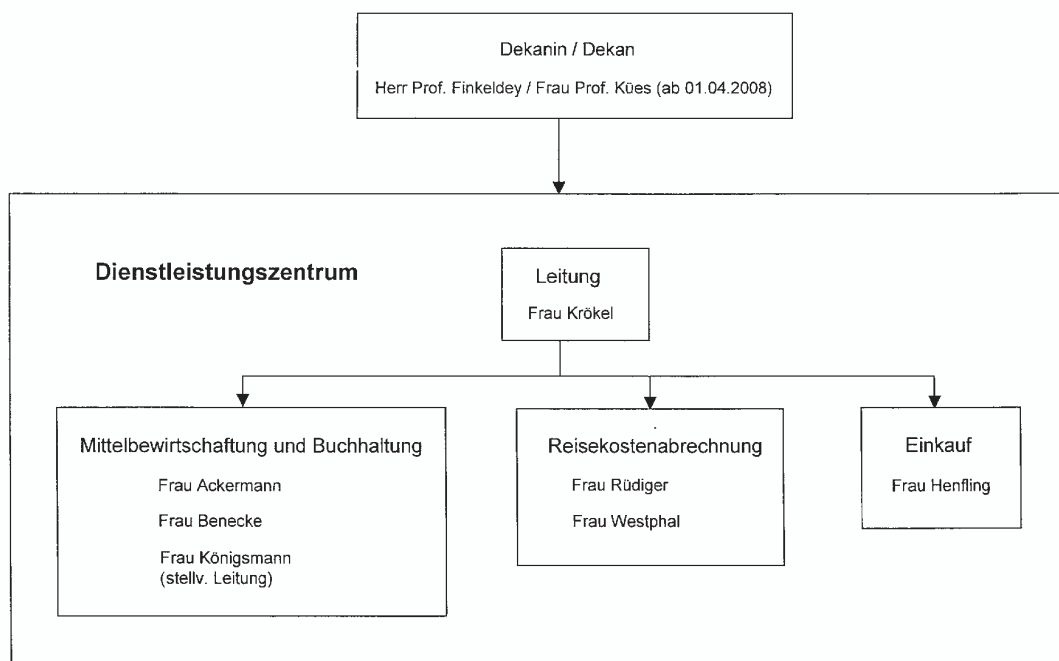 Dekanin / Dekan
Herr Prof. Finkeldey / Frau Prof. Kües (ab 01.04.2008)
Dienstleistungszentrum
Leitung
Frau Krökel
Mittelbewirtschaftung und Buchhaltung
Frau Ackermann
Frau Benecke
Frau Königsmann
(stellv. Leitung)
Reisekostenabrechnung
Frau Rüdiger
Frau Westphal
Einkauf
Frau Henfling